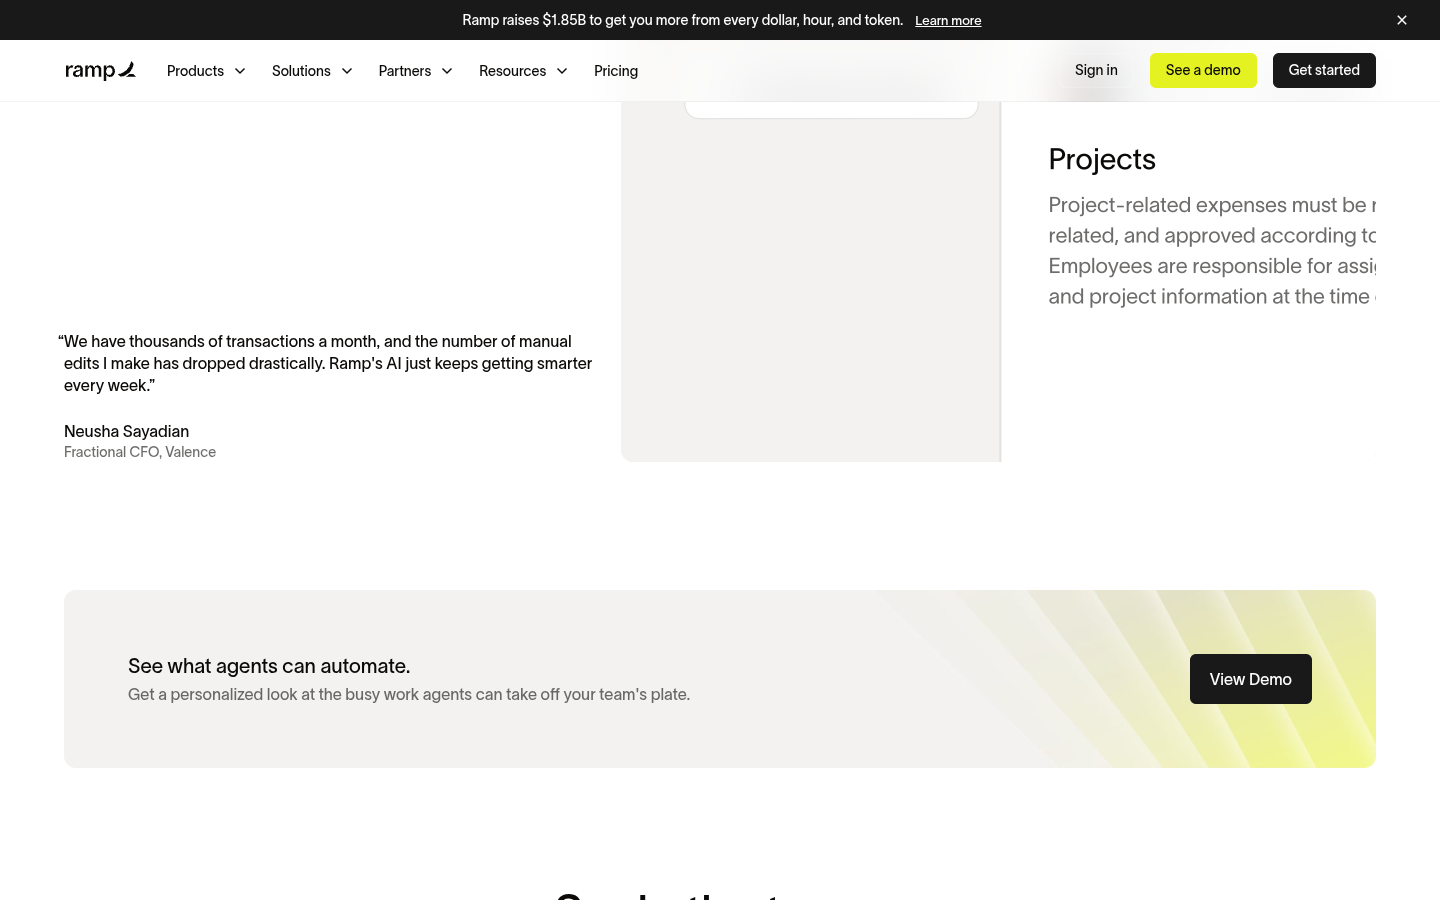 Ramp raises $1.85B to get you more from every dollar, hour, and token. Learn more
ramp Products Solutions Partners Resources Pricing Sign in See a demo Get started
Projects
Project-related expenses must be
related, and approved according to
Employees are responsible for
and project information at the time
“We have thousands of transactions a month, and the number of manual
edits I make has dropped drastically. Ramp's AI just keeps getting smarter
every week.”
Neusha Sayadian
Fractional CFO, Valence
See what agents can automate.
Get a personalized look at the busy work agents can take off your team's plate.
View Demo